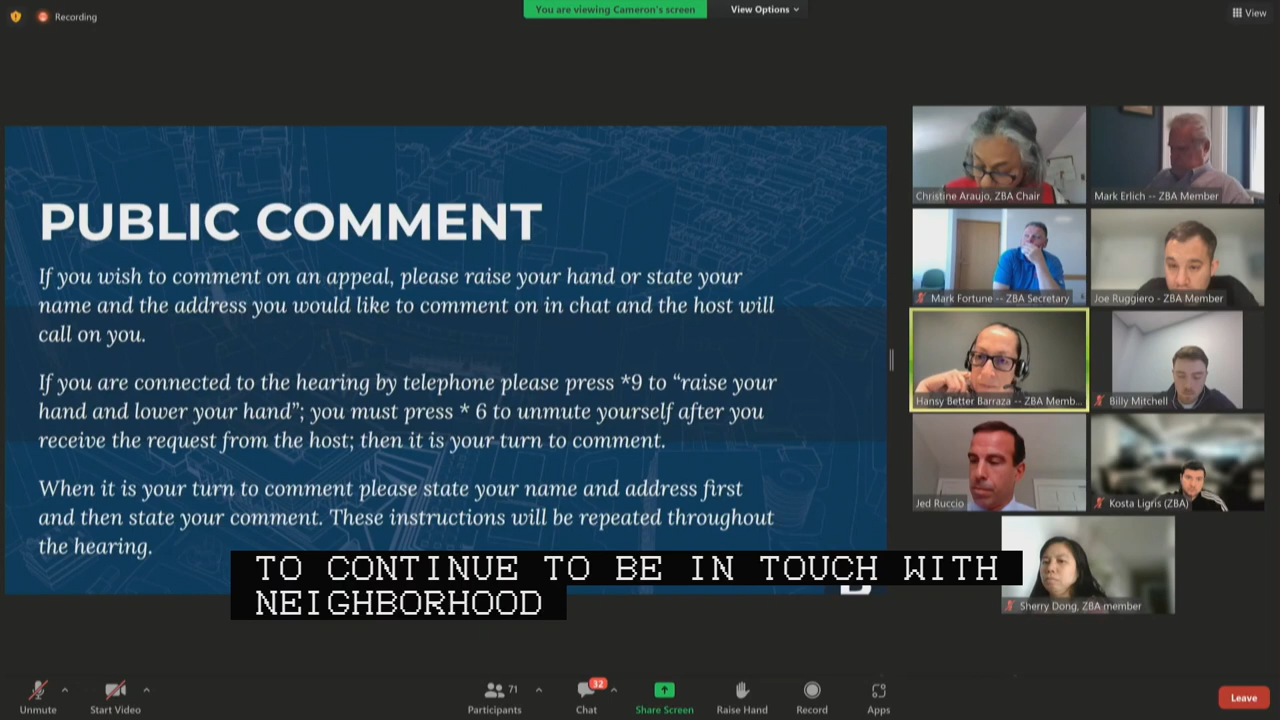 Recording
You are viewing Cameron's screen
View Options
View
PUBLIC COMMENT
If you wish to comment on an appeal, please raise your hand or state your
name and the address you would like to comment on in chat and the host will
call on you.
If you are connected to the hearing by telephone please press *9 to “raise your
hand and lower your hand”; you must press * 6 to unmute yourself after you
receive the request from the host; then it is your turn to comment.
When it is your turn to comment please state your name and address first
and then state your comment. These instructions will be repeated throughout
the hearing.
TO CONTINUE TO BE IN TOUCH WITH
NEIGHBORHOOD
Christine Araujo, ZBA Chair
Mark Erlich -- ZBA Member
Mark Fortune -- ZBA Secretary
Joe Ruggiero - ZBA Member
Hansy Better Barraza -- ZBA Memb...
Billy Mitchell
Jed Ruccio
Kosta Ligris (ZBA)
Sherry Dong, ZBA member
Unmute
Start Video
71
Participants
32
Chat
Share Screen
Raise Hand
Record
Apps
Leave